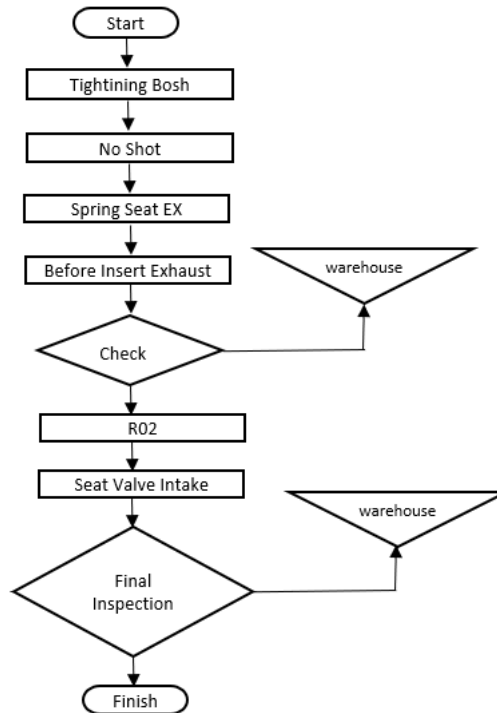 Start
Tightining Bosh
No Shot
Spring Seat EX
Before Insert Exhaust
warehouse
Check
R02
Seat Valve Intake
warehouse
Final
Inspection
Finish